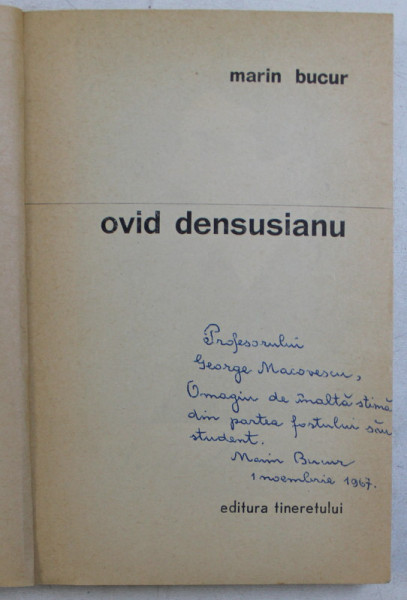 marin bucur
ovid densusianu
Profesorului
George Macovescu,
Omagiu de înaltă stimă
din partea fostului său
student.
Marin Bucur
1 noembrie 1967.
editura tineretului